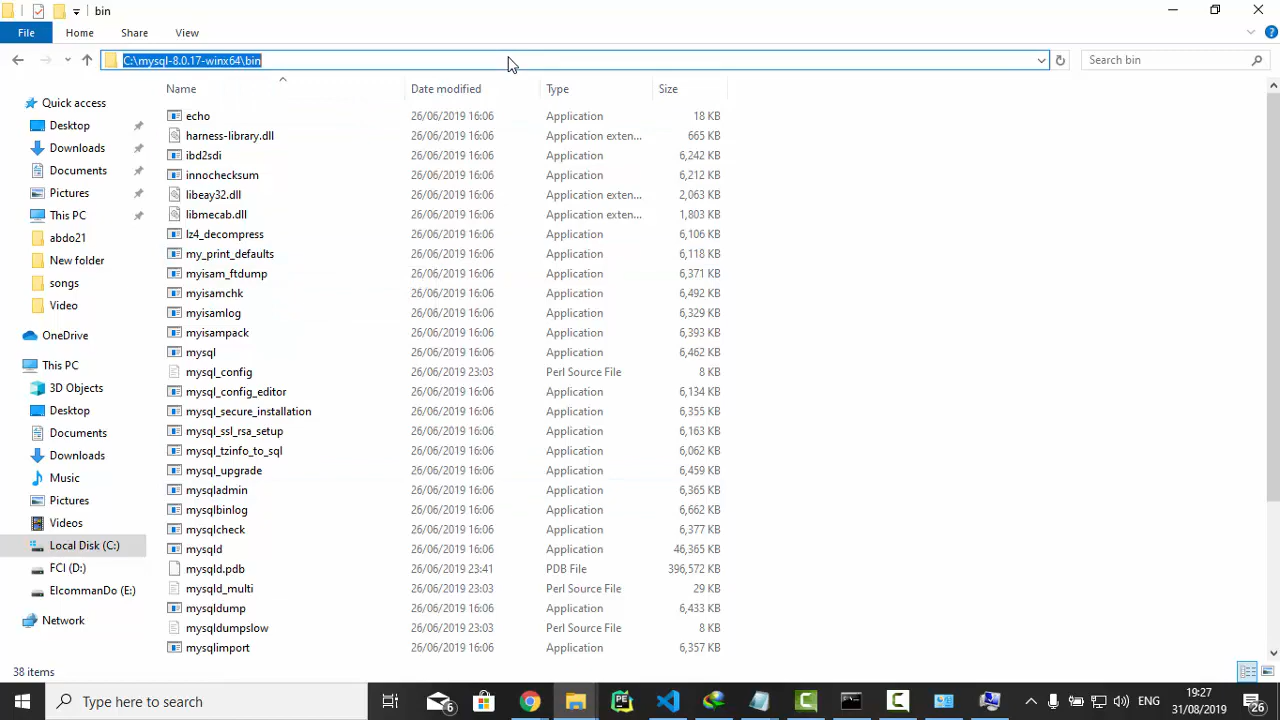 bin
File
Home
Share
View
C:\mysql-8.0.17-winx64\bin
Search bin
Name
Date modified
Type
Size
Quick access
Desktop
Downloads
Documents
Pictures
This PC
abdo21
New folder
songs
Video
OneDrive
This PC
3D Objects
Desktop
Documents
Downloads
Music
Pictures
Videos
Local Disk (C:)
FCI (D:)
ElcommanDo (E:)
Network
echo 26/06/2019 16:06 Application 18 KB
harness-library.dll 26/06/2019 16:06 Application exten... 665 KB
ibd2sdi 26/06/2019 16:06 Application 6,242 KB
innochecksum 26/06/2019 16:06 Application 6,212 KB
libeay32.dll 26/06/2019 16:06 Application exten... 2,063 KB
libmecab.dll 26/06/2019 16:06 Application exten... 1,803 KB
lz4_decompress 26/06/2019 16:06 Application 6,106 KB
my_print_defaults 26/06/2019 16:06 Application 6,118 KB
myisam_ftdump 26/06/2019 16:06 Application 6,371 KB
myisamchk 26/06/2019 16:06 Application 6,492 KB
myisamlog 26/06/2019 16:06 Application 6,329 KB
myisampack 26/06/2019 16:06 Application 6,393 KB
mysql 26/06/2019 16:06 Application 6,462 KB
mysql_config 26/06/2019 23:03 Perl Source File 8 KB
mysql_config_editor 26/06/2019 16:06 Application 6,134 KB
mysql_secure_installation 26/06/2019 16:06 Application 6,355 KB
mysql_ssl_rsa_setup 26/06/2019 16:06 Application 6,163 KB
mysql_tzinfo_to_sql 26/06/2019 16:06 Application 6,062 KB
mysql_upgrade 26/06/2019 16:06 Application 6,459 KB
mysqladmin 26/06/2019 16:06 Application 6,365 KB
mysqlbinlog 26/06/2019 16:06 Application 6,662 KB
mysqlcheck 26/06/2019 16:06 Application 6,377 KB
mysqld 26/06/2019 16:06 Application 46,365 KB
mysqld.pdb 26/06/2019 23:41 PDB File 396,572 KB
mysqld_multi 26/06/2019 23:03 Perl Source File 29 KB
mysqldump 26/06/2019 16:06 Application 6,433 KB
mysqldumpslow 26/06/2019 23:03 Perl Source File 8 KB
mysqlimport 26/06/2019 16:06 Application 6,357 KB
38 items
Type here to search
6
PE
ENG
19:27
31/08/2019
26